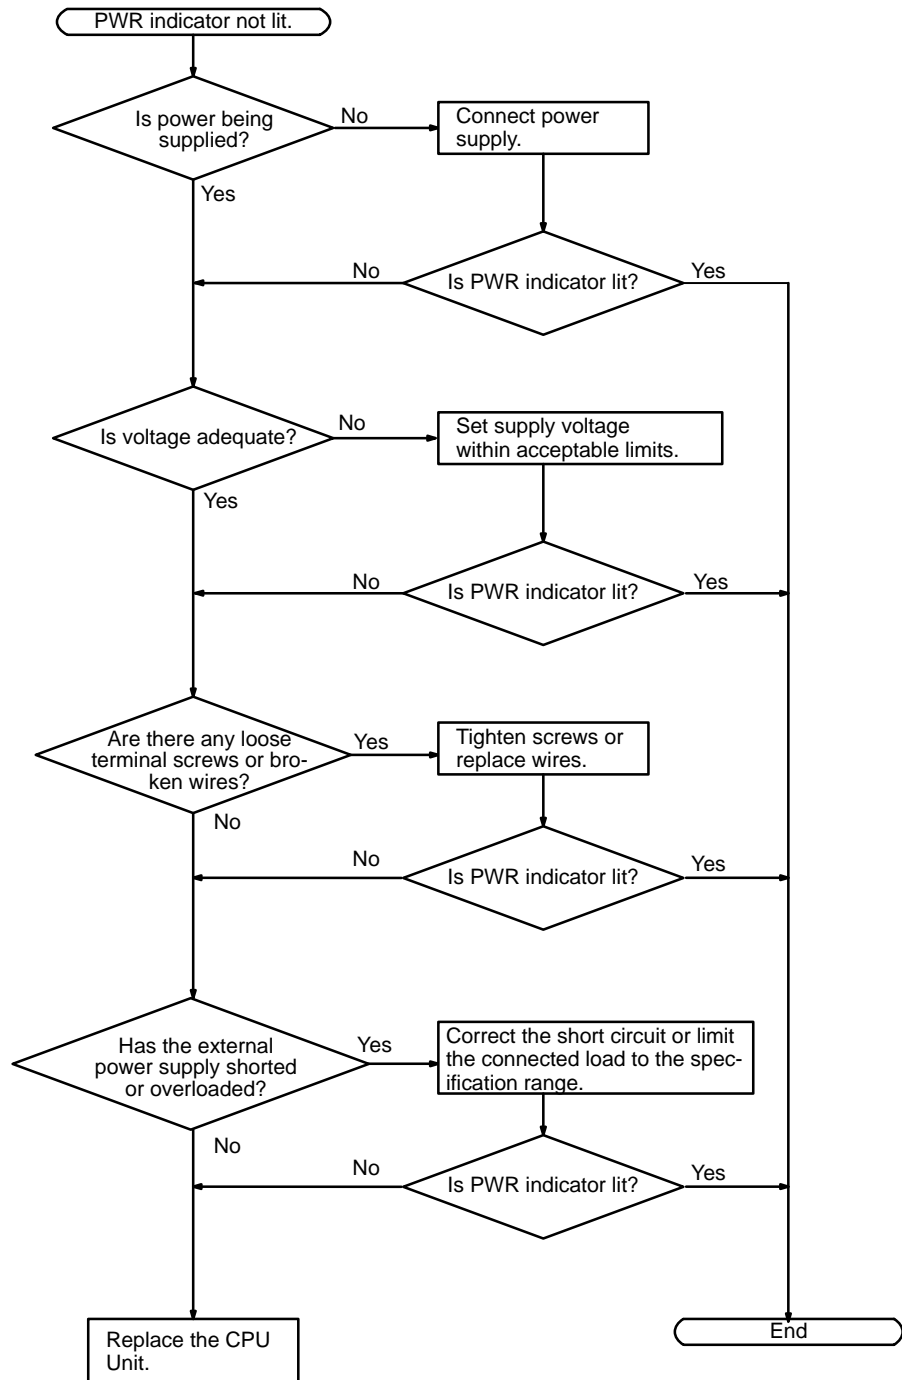 PWR indicator not lit.
Is power being
supplied?
No
Connect power
supply.
Yes
No
Is PWR indicator lit?
Yes
Is voltage adequate?
No
Set supply voltage
within acceptable limits.
Yes
No
Is PWR indicator lit?
Yes
Are there any loose
terminal screws or bro-
ken wires?
Yes
Tighten screws or
replace wires.
No
No
Is PWR indicator lit?
Yes
Has the external
power supply shorted
or overloaded?
Yes
Correct the short circuit or limit
the connected load to the spec-
ification range.
No
No
Is PWR indicator lit?
Yes
Replace the CPU
Unit.
End